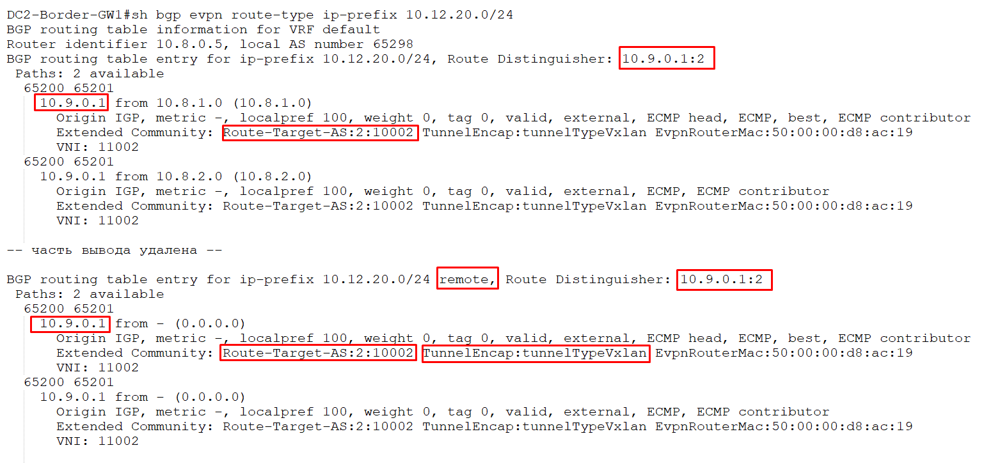 DC2-Border-GW1#sh bgp evpn route-type ip-prefix 10.12.20.0/24
BGP routing table information for VRF default
Router identifier 10.8.0.5, local AS number 65298
BGP routing table entry for ip-prefix 10.12.20.0/24, Route Distinguisher: 10.9.0.1:2
Paths: 2 available
65200 65201
10.9.0.1 from 10.8.1.0 (10.8.1.0)
Origin IGP, metric -, localpref 100, weight 0, tag 0, valid, external, ECMP head, ECMP, best, ECMP contributor
Extended Community: Route-Target-AS:2:10002 TunnelEncap:tunnelTypeVxlan EvpnRouterMac:50:00:00:d8:ac:19
VNI: 11002
65200 65201
10.9.0.1 from 10.8.2.0 (10.8.2.0)
Origin IGP, metric -, localpref 100, weight 0, tag 0, valid, external, ECMP, ECMP contributor
Extended Community: Route-Target-AS:2:10002 TunnelEncap:tunnelTypeVxlan EvpnRouterMac:50:00:00:d8:ac:19
VNI: 11002
-- часть вывода удалена --
BGP routing table entry for ip-prefix 10.12.20.0/24 remote, Route Distinguisher: 10.9.0.1:2
Paths: 2 available
65200 65201
10.9.0.1 from - (0.0.0.0)
Origin IGP, metric -, localpref 100, weight 0, tag 0, valid, external, ECMP head, ECMP, best, ECMP contributor
Extended Community: Route-Target-AS:2:10002 TunnelEncap:tunnelTypeVxlan EvpnRouterMac:50:00:00:d8:ac:19
VNI: 11002
65200 65201
10.9.0.1 from - (0.0.0.0)
Origin IGP, metric -, localpref 100, weight 0, tag 0, valid, external, ECMP, ECMP contributor
Extended Community: Route-Target-AS:2:10002 TunnelEncap:tunnelTypeVxlan EvpnRouterMac:50:00:00:d8:ac:19
VNI: 11002